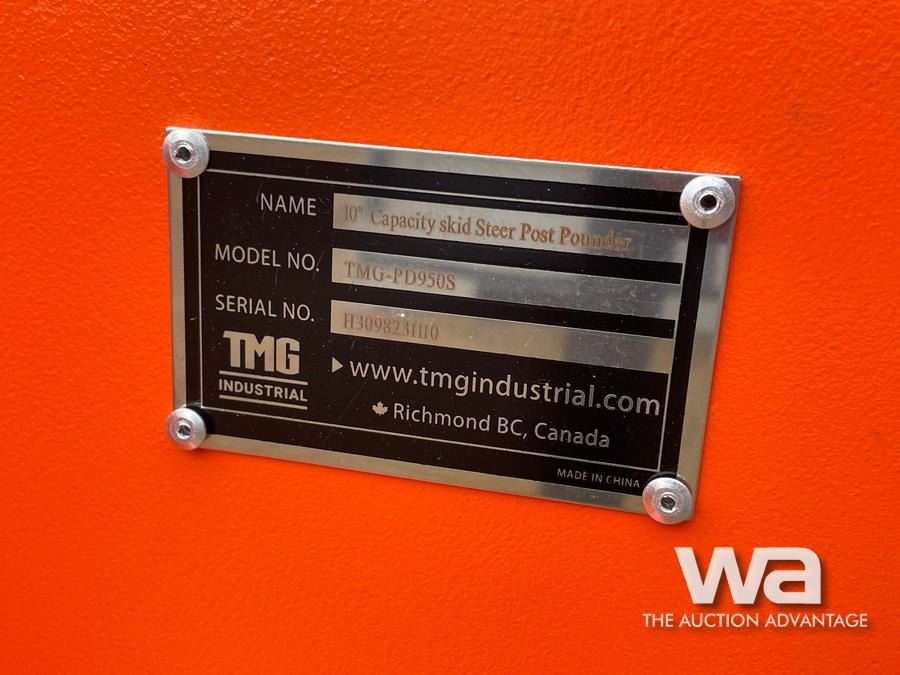 NAME 10" Capacity skid Steer Post Pounder
MODEL NO. TMG-PD950S
SERIAL NO. H3098231110
TMG
INDUSTRIAL
www.tmgindustrial.com
Richmond BC, Canada
MADE IN CHINA
wa
THE AUCTION ADVANTAGE